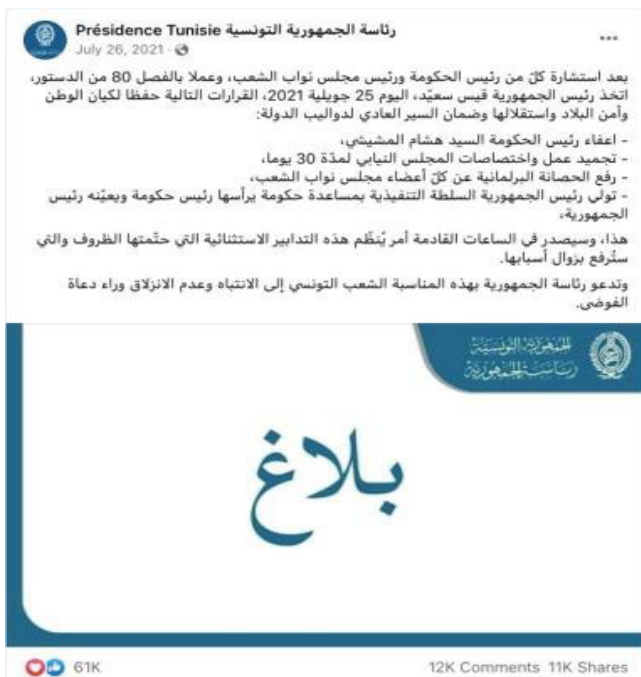 Présidence Tunisie رئاسة الجمهورية التونسية
July 26, 2021
بعد استشارة كلّ من رئيس الحكومة ورئيس مجلس نواب الشعب، وعملا بالفصل 80 من الدستور،
اتخذ رئيس الجمهورية قيس سعيّد، اليوم 25 جويلية 2021، القرارات التالية حفظا لكيان الوطن
وأمن البلاد واستقلالها وضمان السير العادي لدواليب الدولة:
- اعفاء رئيس الحكومة السيد هشام المشيشي،
- تجميد عمل واختصاصات المجلس النيابي لمدّة 30 يوما،
- رفع الحصانة البرلمانية عن كلّ أعضاء مجلس نواب الشعب،
- تولي رئيس الجمهورية السلطة التنفيذية بمساعدة حكومة يرأسها رئيس حكومة ويعيّنه رئيس
الجمهورية،
هذا، وسيصدر في الساعات القادمة أمر يُنظّم هذه التدابير الاستثنائية التي حتّمتها الظروف والتي
ستُرفع بزوال أسبابها.
وتدعو رئاسة الجمهورية بهذه المناسبة الشعب التونسي إلى الانتباه وعدم الانزلاق وراء دعاة
الفوضى.
الجمهورية التونسية
رئاسة الجمهورية
بلاغ
61K
12K Comments 11K Shares